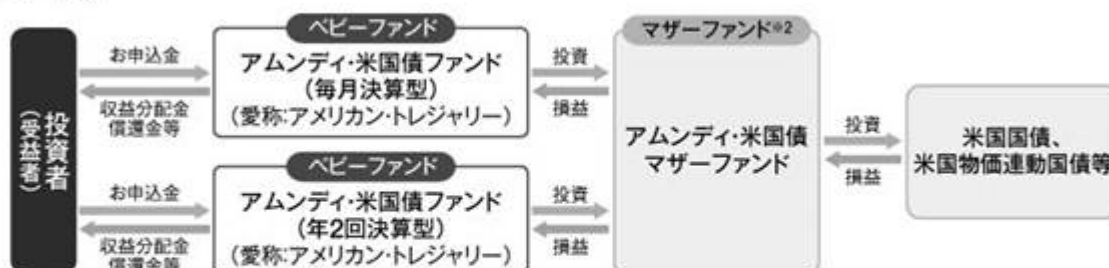 投資者
（受益者）
お申込金
収益分配金
償還金等
ベビーファンド
アムンディ・米国債ファンド
（毎月決算型）
（愛称：アメリカン・トレジャリー）
投資
損益
お申込金
収益分配金
償還金等
ベビーファンド
アムンディ・米国債ファンド
（年2回決算型）
（愛称：アメリカン・トレジャリー）
投資
損益
マザーファンド※2
アムンディ・米国債
マザーファンド
投資
損益
米国国債、
米国物価連動国債等